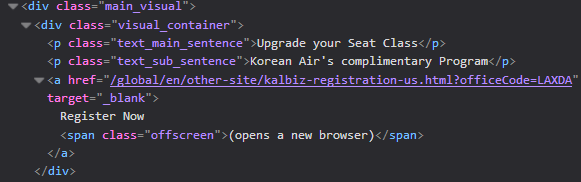 <div class="main_visual">
<div class="visual_container">
<p class="text_main_sentence">Upgrade your Seat Class</p>
<p class="text_sub_sentence">Korean Air's complimentary Program</p>
<a href="/global/en/other-site/kalbiz-registration-us.html?officeCode=LAXDA"
target="_blank">
Register Now
<span class="offscreen">(opens a new browser)</span>
</a>
</div>